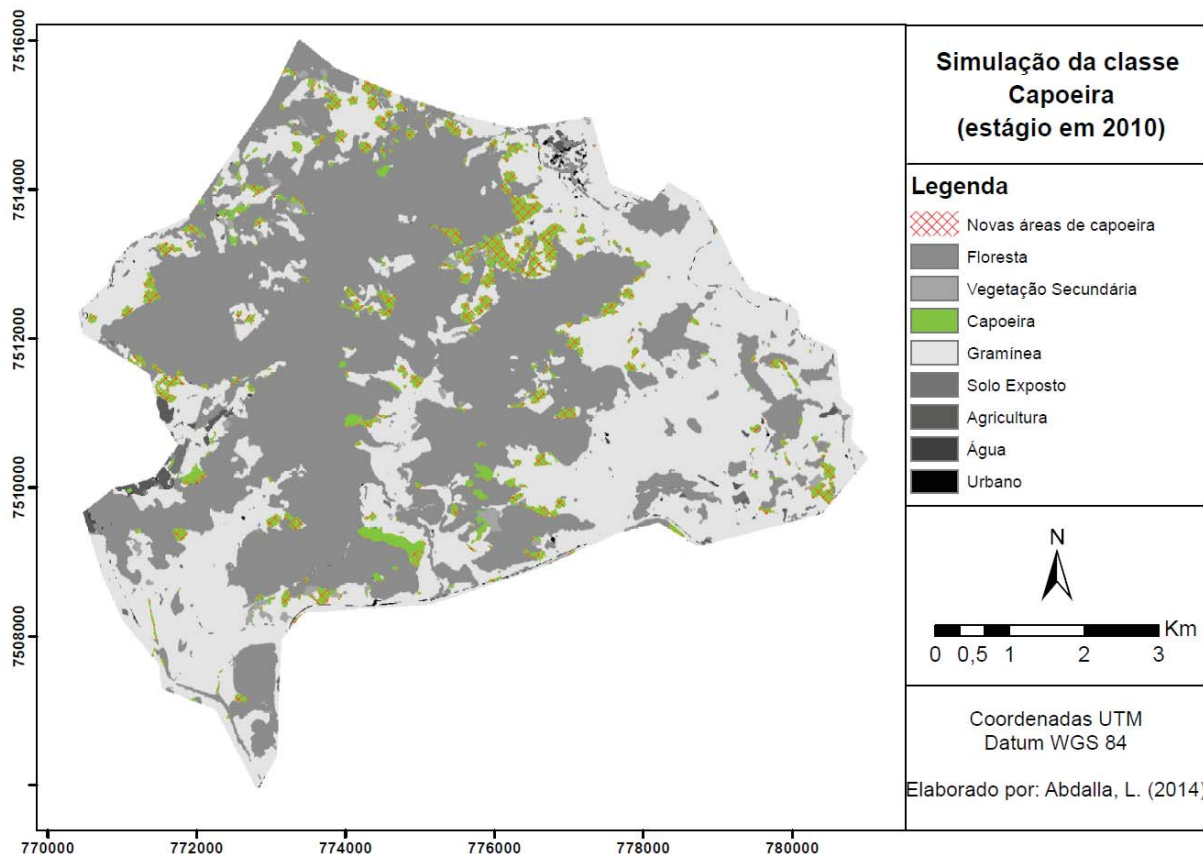 Simulação da classe
Capoeira
(estágio em 2010)
Legenda
Novas áreas de capoeira
Floresta
Vegetação Secundária
Capoeira
Gramínea
Solo Exposto
Agricultura
Água
Urbano
N
Km
0 0,5 1 2 3
Coordenadas UTM
Datum WGS 84
Elaborado por: Abdalla, L. (2014)
7516000
7514000
7512000
7510000
7508000
770000 772000 774000 776000 778000 780000